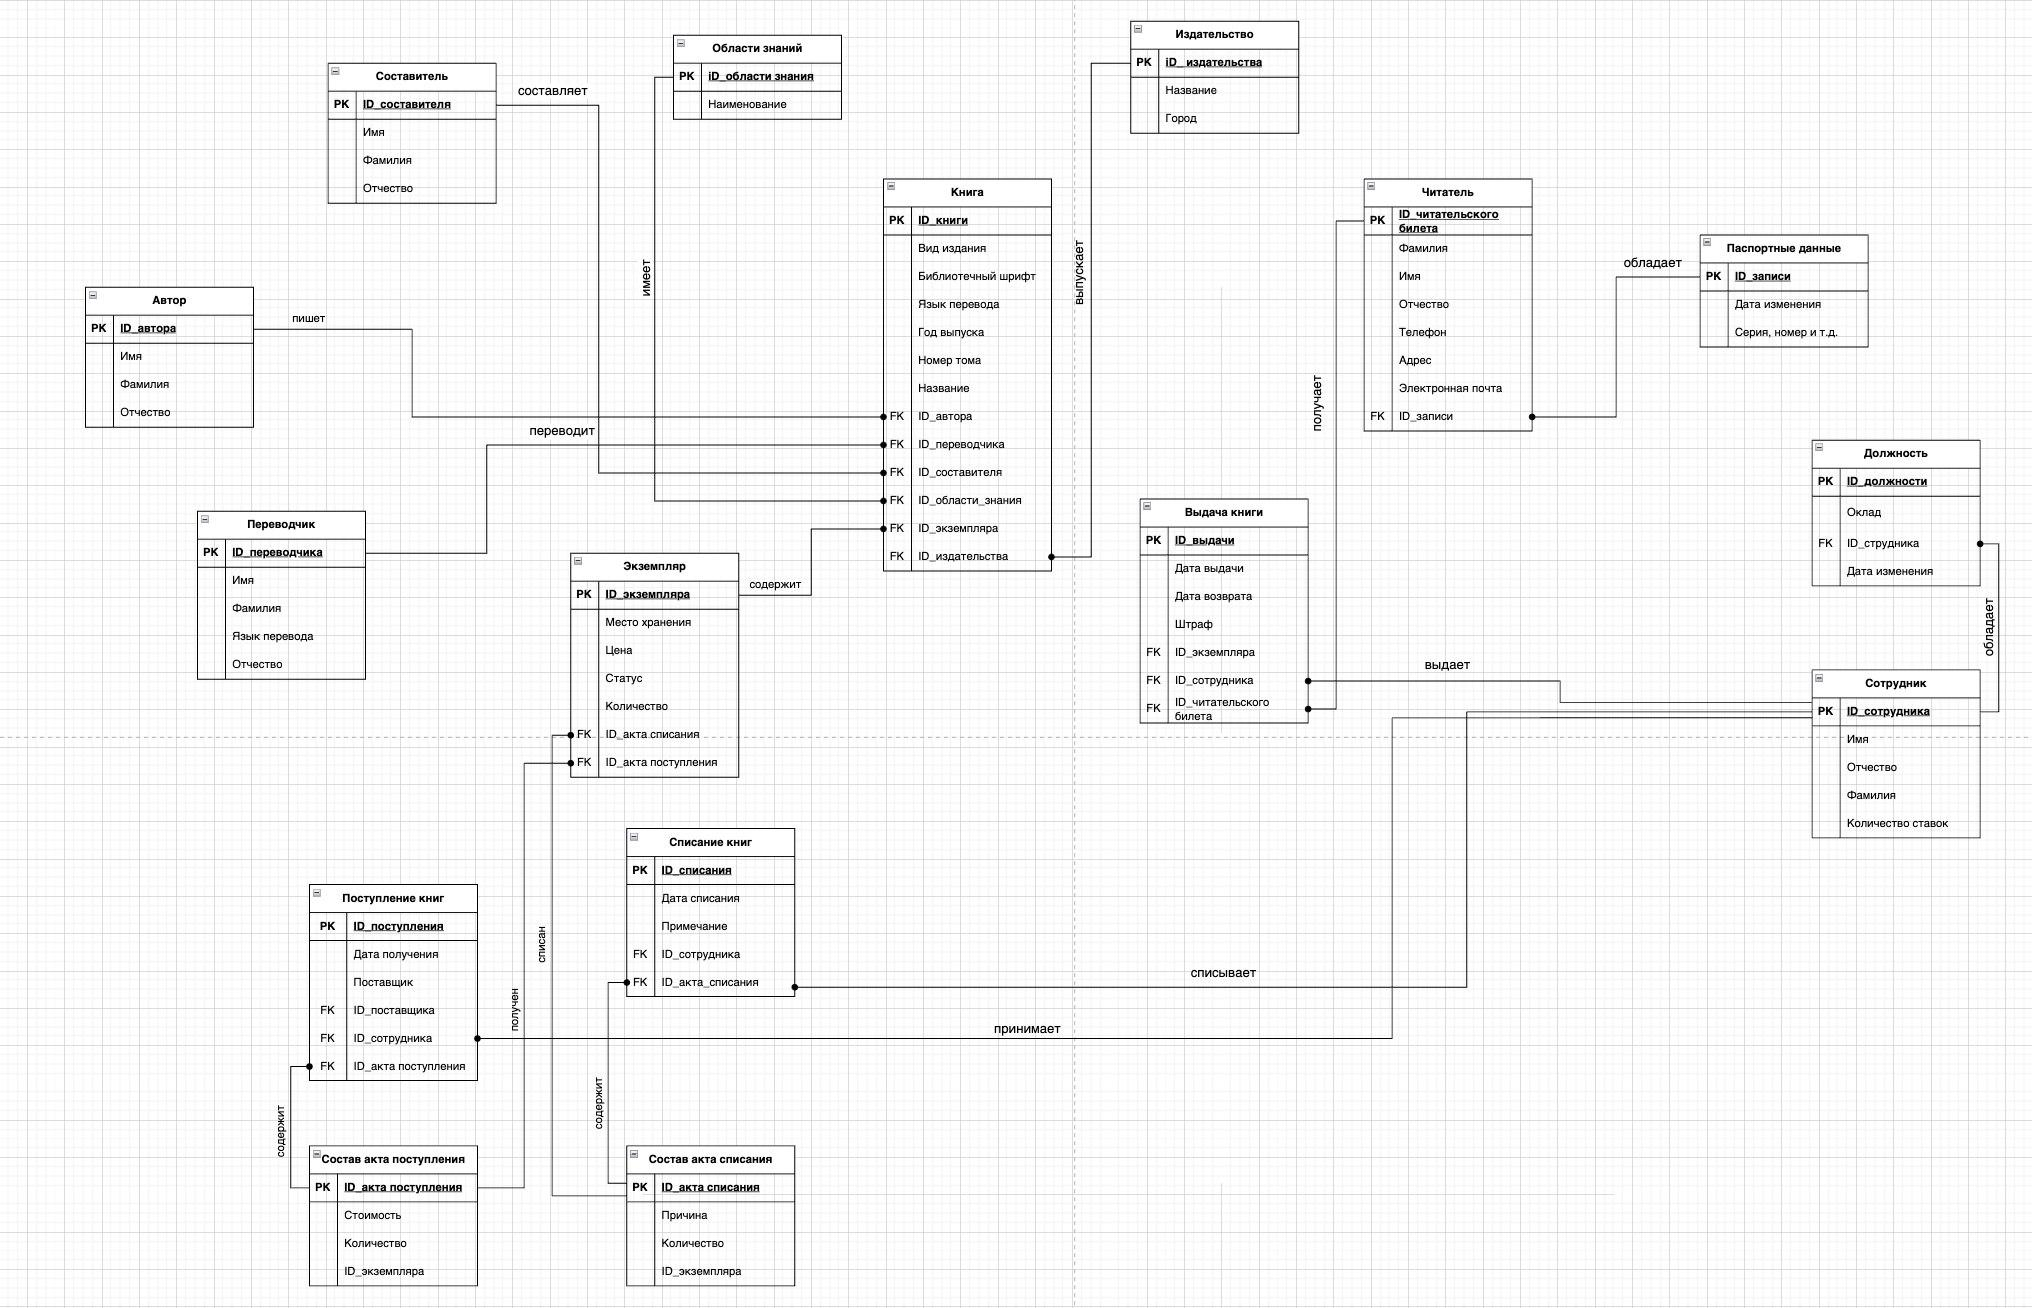 Составитель
PK ID_составителя
Имя
Фамилия
Отчество
составляет
Области знаний
PK iD_области знания
Наименование
имеет
Издательство
PK iD_ издательства
Название
Город
выпускает
Книга
PK ID_книги
Вид издания
Библиотечный шрифт
Язык перевода
Год выпуска
Номер тома
Название
FK ID_автора
FK ID_переводчика
FK ID_составителя
FK ID_области_знания
FK ID_экземпляра
FK ID_издательства
Читатель
PK ID_читательского
билета
Фамилия
Имя
Отчество
Телефон
Адрес
Электронная почта
FK ID_записи
обладает
Паспортные данные
PK ID_записи
Дата изменения
Серия, номер и т.д.
Автор
PK ID_автора
Имя
Фамилия
Отчество
пишет
переводит
получает
Должность
PK ID_должности
Оклад
FK ID_струдника
Дата изменения
обладает
Переводчик
PK ID_переводчика
Имя
Фамилия
Язык перевода
Отчество
Экземпляр
PK ID_экземпляра
Место хранения
Цена
Статус
Количество
FK ID_акта списания
FK ID_акта поступления
содержит
Выдача книги
PK ID_выдачи
Дата выдачи
Дата возврата
Штраф
FK ID_экземпляра
FK ID_сотрудника
FK ID_читательского
билета
выдает
Сотрудник
PK ID_сотрудника
Имя
Отчество
Фамилия
Количество ставок
Списание книг
PK ID_списания
Дата списания
Примечание
FK ID_сотрудника
FK ID_акта_списания
списывает
Поступление книг
PK ID_поступления
Дата получения
Поставщик
FK ID_поставщика
FK ID_сотрудника
FK ID_акта поступления
принимает
списан
получен
содержит
содержит
Состав акта поступления
PK ID_акта поступления
Стоимость
Количество
ID_экземпляра
Состав акта списания
PK ID_акта списания
Причина
Количество
ID_экземпляра